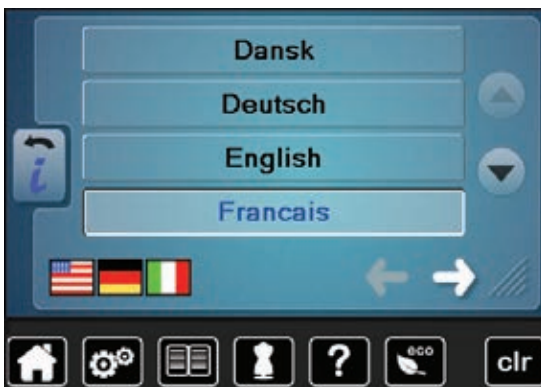 Dansk
Deutsch
English
Francais
i
? eco clr